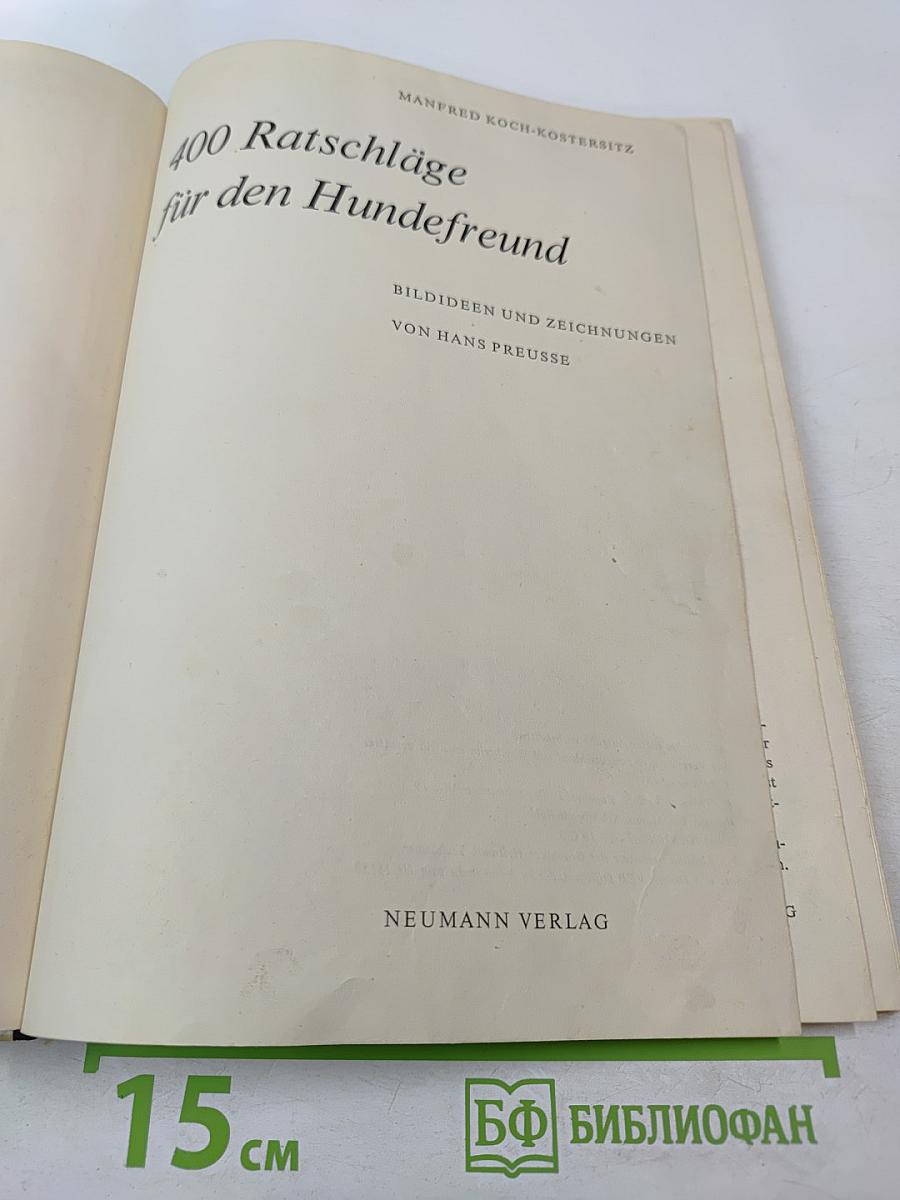 MANFRED KOCH-KOSTERSITZ
400 Ratschläge
für den Hundefreund
BILDIDEEN UND ZEICHNUNGEN
VON HANS PREUSSE
NEUMANN VERLAG
15 см
БФ БИБЛИОФАН